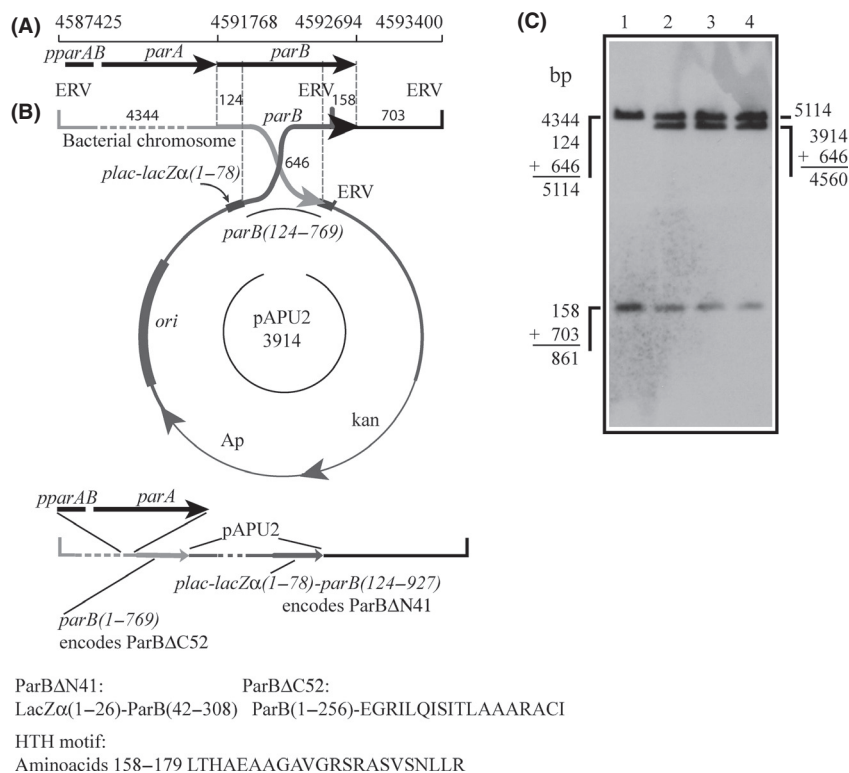 (A)
4587425 4591768 4592694 4593400
pparAB parA parB
ERV ERV ERV
124 158
(B)
4344 parB 703
Bacterial chromosome
646
plac-lacZα(1–78) ERV
parB(124–769)
ori
pAPU2
3914
kan
Ap
pparAB parA
pAPU2
plac-lacZα(1–78)-parB(124–927)
encodes ParBΔN41
parB(1–769)
encodes ParBΔC52
ParBΔN41: ParBΔC52:
LacZα(1–26)-ParB(42–308) ParB(1–256)-EGRILQISITLAAARACI
HTH motif:
Aminoacids 158–179 LTHAEAAGAVGRSRASVSNLLR
(C)
1 2 3 4
bp
4344
124
+ 646
5114
5114
3914
+ 646
4560
158
+ 703
861